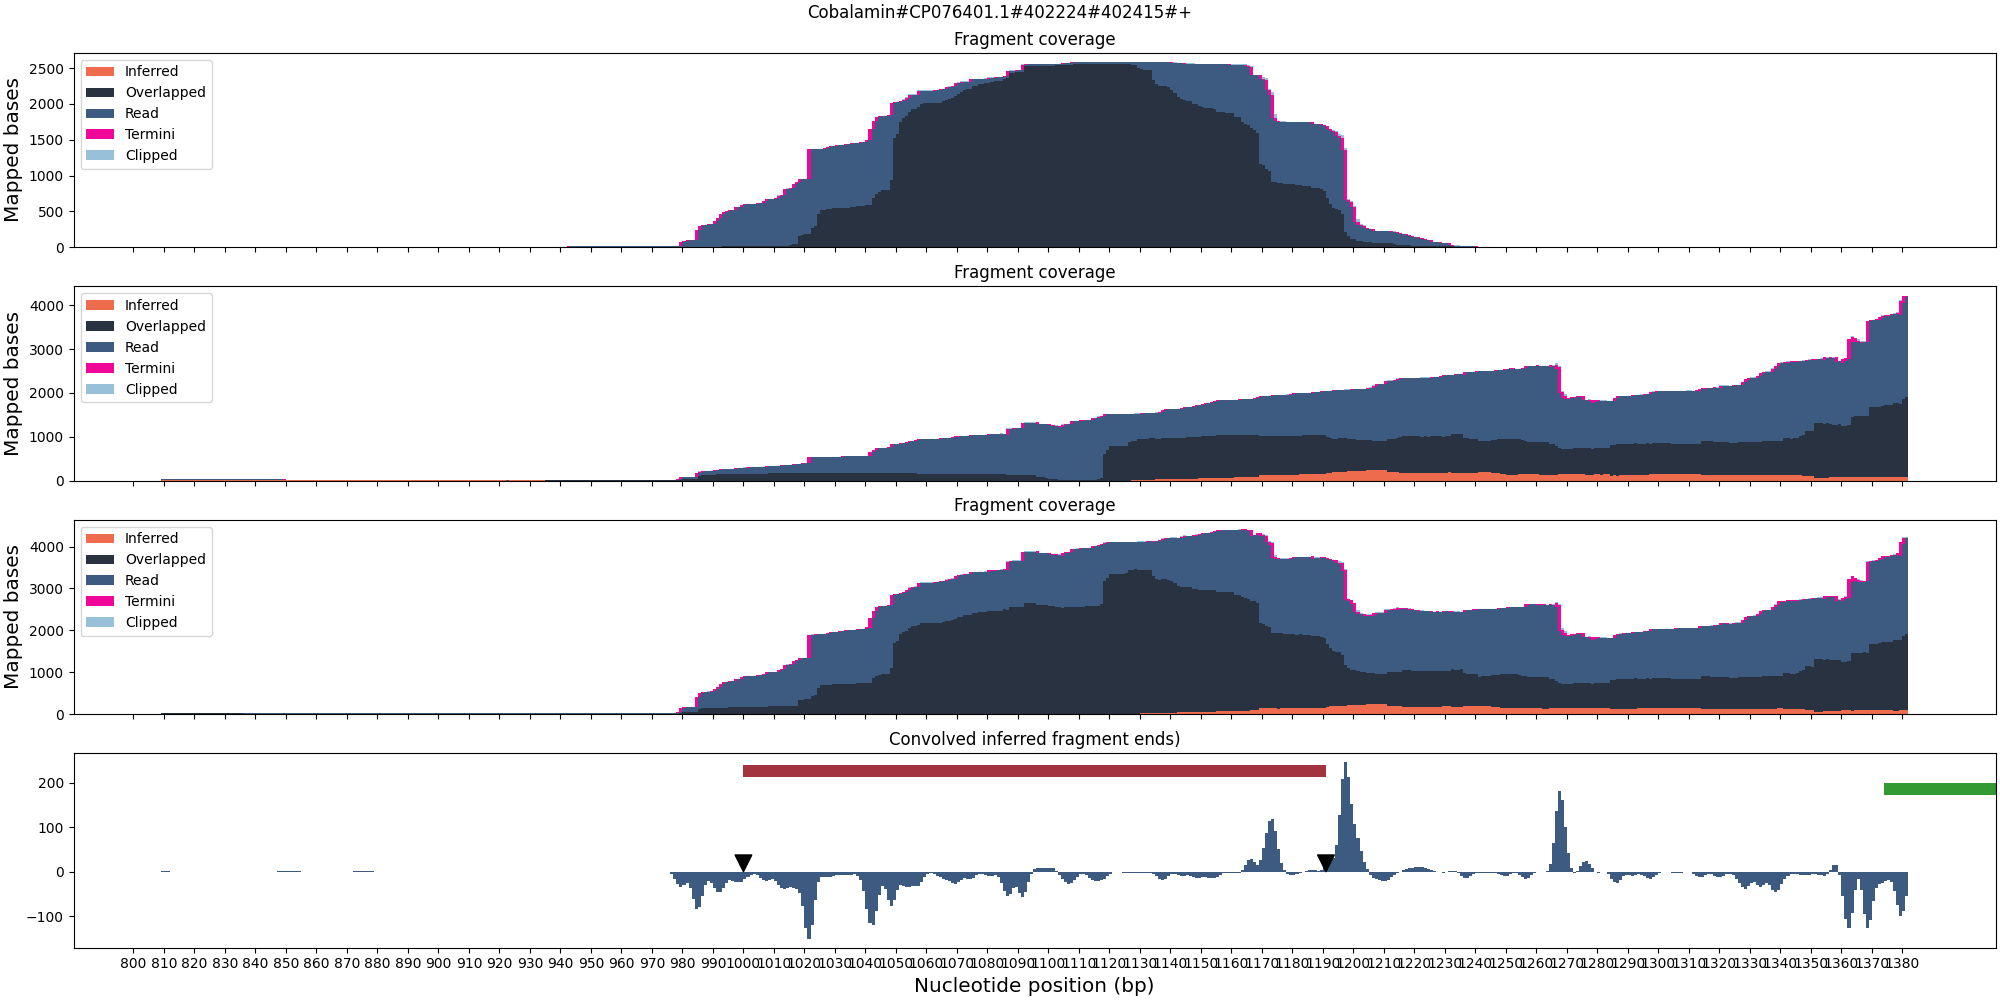 Cobalamin#CP076401.1#402224#402415#+
Fragment coverage
Mapped bases
2500
2000
1500
1000
500
0
Inferred
Overlapped
Read
Termini
Clipped
Fragment coverage
Mapped bases
4000
3000
2000
1000
0
Inferred
Overlapped
Read
Termini
Clipped
Fragment coverage
Mapped bases
4000
3000
2000
1000
0
Inferred
Overlapped
Read
Termini
Clipped
Convolved inferred fragment ends)
200
100
0
−100
800 810 820 830 840 850 860 870 880 890 900 910 920 930 940 950 960 970 980 990 1000 1010 1020 1030 1040 1050 1060 1070 1080 1090 1100 1110 1120 1130 1140 1150 1160 1170 1180 1190 1200 1210 1220 1230 1240 1250 1260 1270 1280 1290 1300 1310 1320 1330 1340 1350 1360 1370 1380
Nucleotide position (bp)